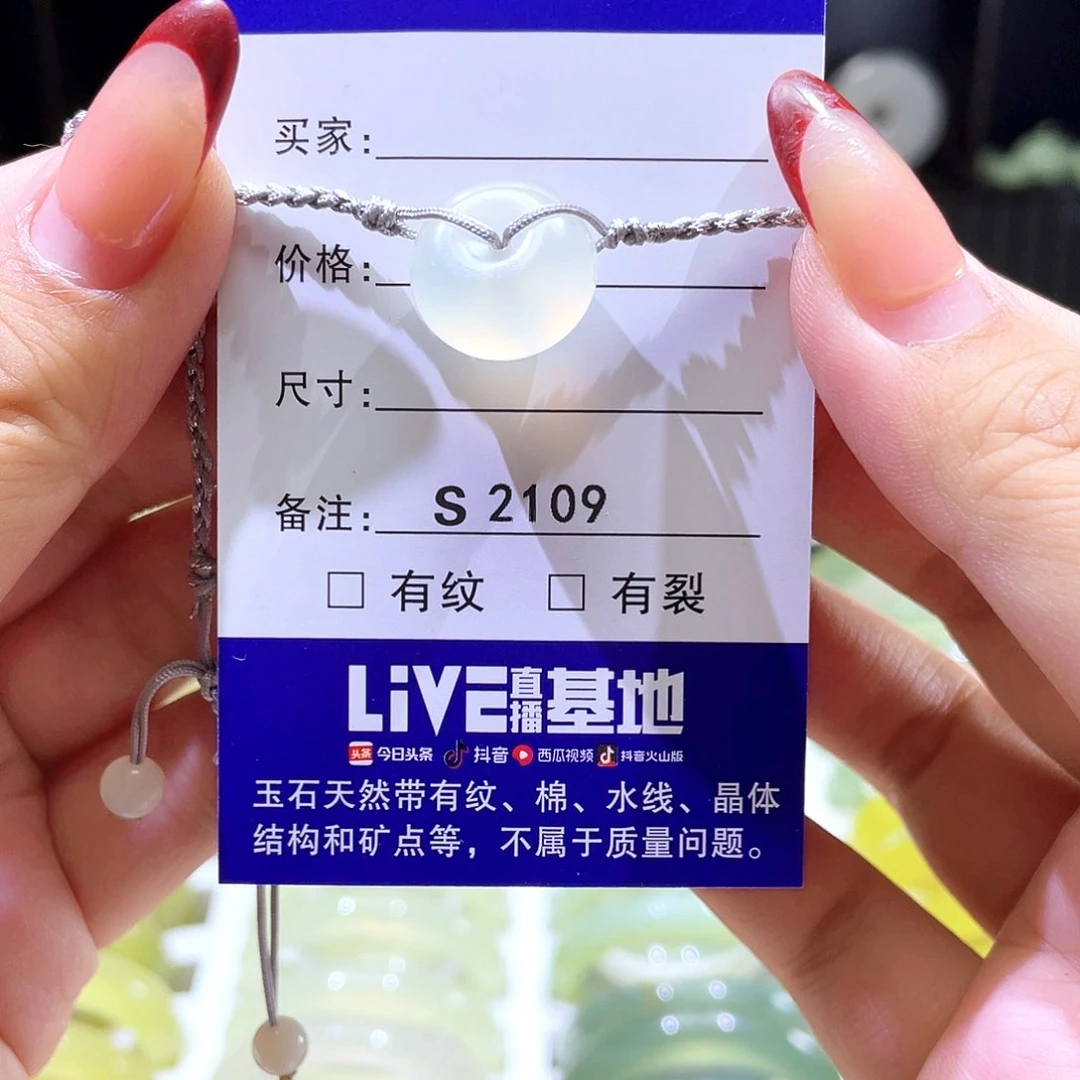 买家：
价格：
尺寸：
备注： S 2109
□ 有纹 □ 有裂
LiVE直播基地
头条 今日头条 抖音 西瓜视频 抖音火山版
玉石天然带有纹、棉、水线、晶体
结构和矿点等，不属于质量问题。